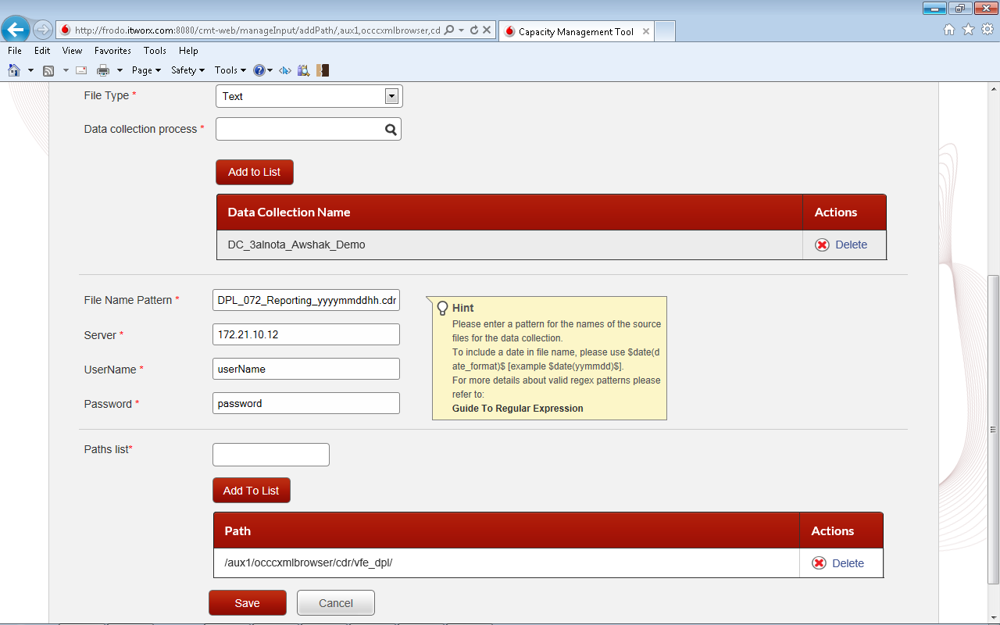 http://frodo.itworx.com:8080/cmt-web/manageInput/addPath/,aux1,occcxmlbrowser,cd
Capacity Management Tool
File Edit View Favorites Tools Help
Page Safety Tools
File Type *
Text
Data collection process *
Add to List
Data Collection Name Actions
DC_3alnota_Awshak_Demo Delete
File Name Pattern *
DPL_072_Reporting_yyyymmddhh.cdr
Server *
172.21.10.12
UserName *
userName
Password *
password
Hint
Please enter a pattern for the names of the source
files for the data collection.
To include a date in file name, please use $date(d
ate_format)$ [example $date(yymmdd)$].
For more details about valid regex patterns please
refer to:
Guide To Regular Expression
Paths list*
Add To List
Path Actions
/aux1/occcxmlbrowser/cdr/vfe_dpl/ Delete
Save Cancel